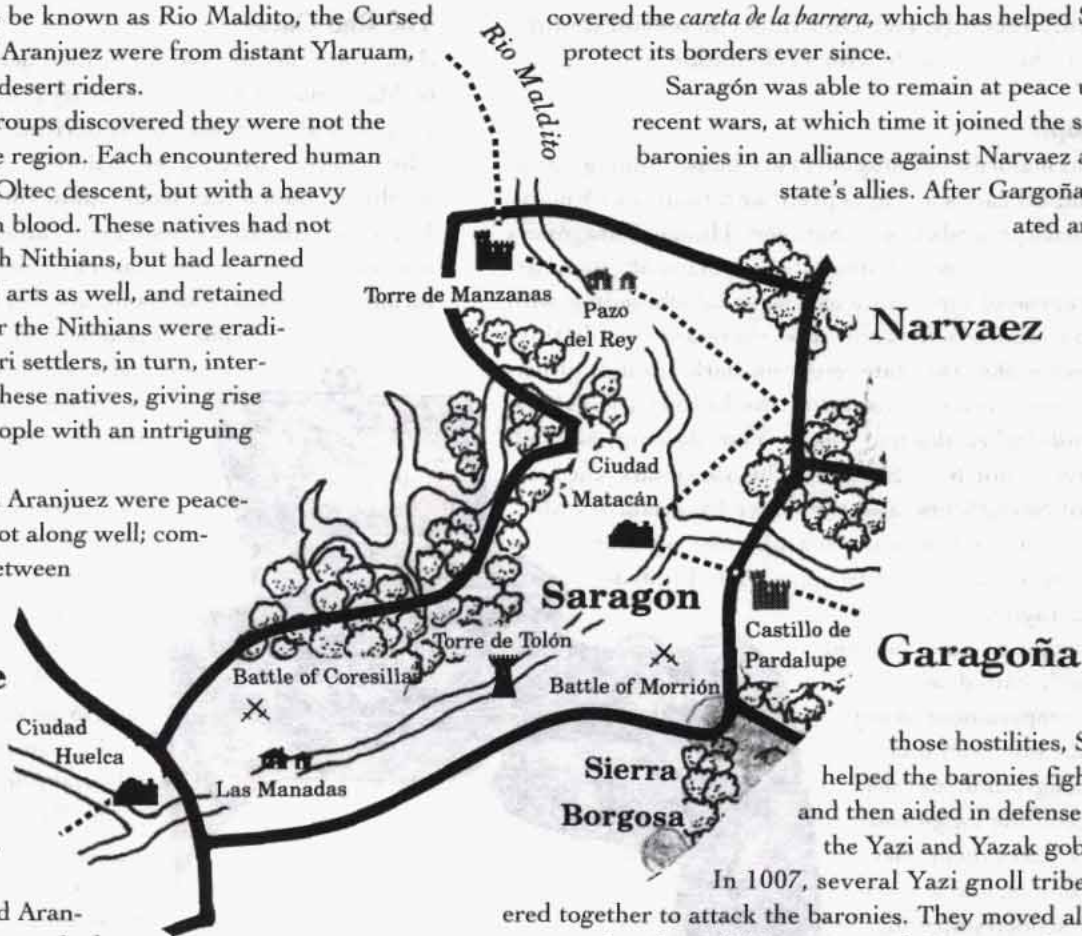 be known as Rio Maldito, the Cursed
Aranjuez were from distant Ylaruam,
desert riders.
roups discovered they were not the
e region. Each encountered human
Oltec descent, but with a heavy
n blood. These natives had not
h Nithians, but had learned
arts as well, and retained
r the Nithians were eradi-
ri settlers, in turn, inter-
hese natives, giving rise
ople with an intriguing
Aranjuez were peace-
ot along well; com-
etween
e
d Aran-
covered the careta de la barrera, which has helped S
protect its borders ever since.
Saragón was able to remain at peace u
recent wars, at which time it joined the s
baronies in an alliance against Narvaez a
state's allies. After Gargoña
ated an
Rio Maldito
Torre de Manzanas
Pazo
del Rey
Narvaez
Ciudad
Matacán
Saragón
Torre de Tolón
Castillo de
Pardalupe
Garagoña
Battle of Coresillas
Battle of Morrión
Ciudad
Huelca
Las Manadas
Sierra
Borgosa
those hostilities, S
helped the baronies figh
and then aided in defense
the Yazi and Yazak gob
In 1007, several Yazi gnoll tribe
ered together to attack the baronies. They moved al